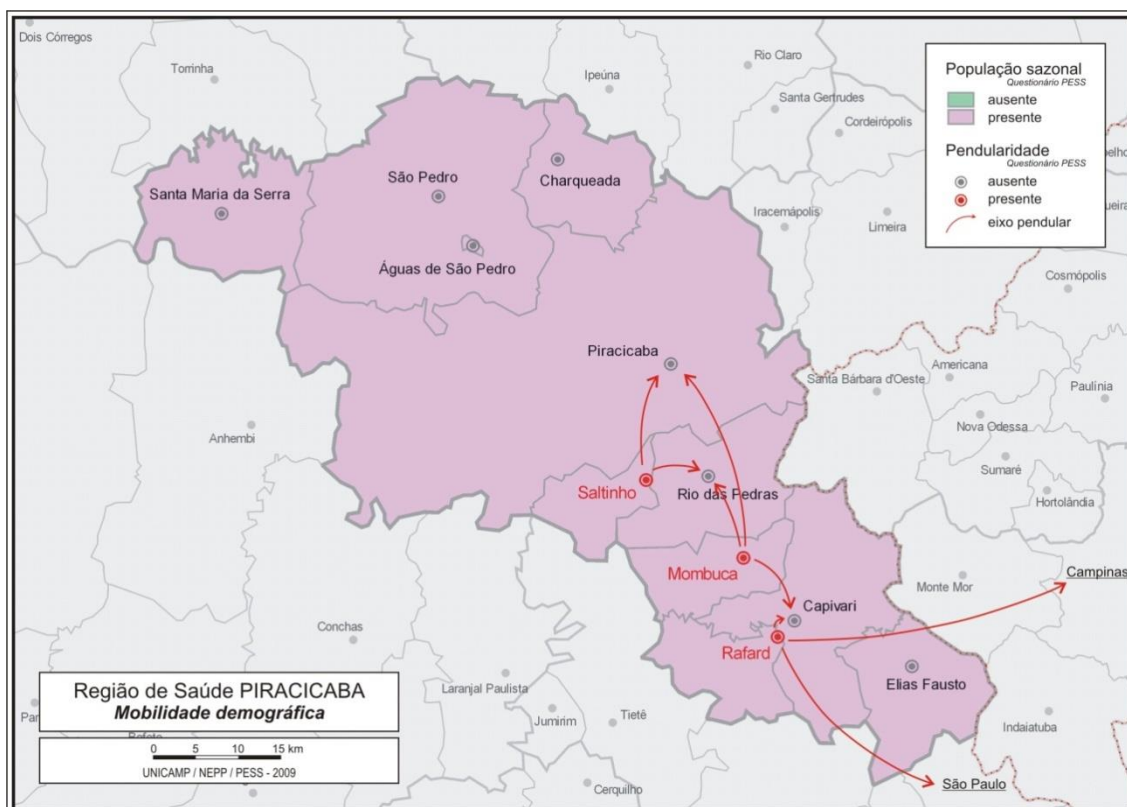 Dois Córregos
Torrinha
Ipeúna
Rio Claro
Santa Gertrudes
Cordeirópolis
População sazonal
Questionário PESS
ausente
presente
Pendularidade
Questionário PESS
ausente
presente
eixo pendular
Santa Maria da Serra
São Pedro
Charqueada
Águas de São Pedro
Iracemápolis
Limeira
Cosmópolis
Piracicaba
Santa Bárbara d'Oeste
Americana
Paulínia
Nova Odessa
Sumaré
Hortolândia
Anhembi
Saltinho
Rio das Pedras
Mombuca
Capivari
Monte Mor
Campinas
Conchas
Rafard
Elias Fausto
Laranjal Paulista
Jumirim
Tietê
Indaiatuba
São Paulo
Cerquilho
Região de Saúde PIRACICABA
Mobilidade demográfica
0 5 10 15 km
UNICAMP / NEPP / PESS - 2009